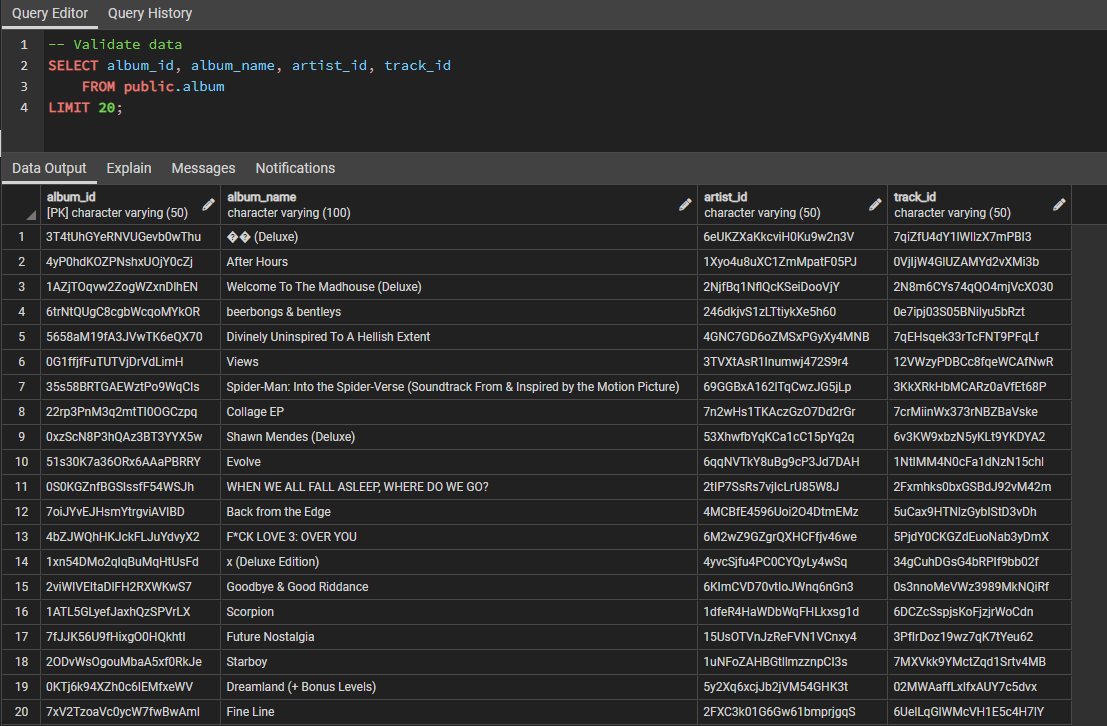 Query Editor Query History
1 -- Validate data
2 SELECT album_id, album_name, artist_id, track_id
3 FROM public.album
4 LIMIT 20;
Data Output Explain Messages Notifications
album_id album_name artist_id track_id
[PK] character varying (50) character varying (100) character varying (50) character varying (50)
1 3T4tUhGYeRNVUGevb0wThu �� (Deluxe) 6eUKZXaKkcviH0Ku9w2n3V 7qiZfU4dY1lWllzX7mPBI3
2 4yP0hdKOZPNshxUOjY0cZj After Hours 1Xyo4u8uXC1ZmMpatF05PJ 0VjIjW4GlUZAMYd2vXMi3b
3 1AZjTOqvw2ZogWZxnDlhEN Welcome To The Madhouse (Deluxe) 2NjfBq1NflQcKSeiDooVjY 2N8m6CYs74qQO4mjVcXO30
4 6trNtQUgC8cgbWcqoMYkOR beerbongs & bentleys 246dkjvS1zLTtiykXe5h60 0e7ipj03S05BNilyu5bRzt
5 5658aM19fA3JVwTK6eQX70 Divinely Uninspired To A Hellish Extent 4GNC7GD6oZMSxPGyXy4MNB 7qEHsqek33rTcFNT9PFqLf
6 0G1ffjfFuTUTVjDrVdLimH Views 3TVXtAsR1Inumwj472S9r4 12VWzyPDBCc8fqeWCAfNwR
7 35s58BRTGAEWztPo9WqCIs Spider-Man: Into the Spider-Verse (Soundtrack From & Inspired by the Motion Picture) 69GGBxA162lTqCwzJG5jLp 3KkXRkHbMCARz0aVfEt68P
8 22rp3PnM3q2mtTI0OGCzpq Collage EP 7n2wHs1TKAczGzO7Dd2rGr 7crMiinWx373rNBZBaVske
9 0xzScN8P3hQAz3BT3YYX5w Shawn Mendes (Deluxe) 53XhwfbYqKCa1cC15pYq2q 6v3KW9xbzN5yKLt9YKDYA2
10 51s30K7a36ORx6AAaPBRRY Evolve 6qqNVTkY8uBg9cP3Jd7DAH 1NtIMM4N0cFa1dNzN15chl
11 0S0KGZnfBGSIssfF54WSJh WHEN WE ALL FALL ASLEEP, WHERE DO WE GO? 2tIP7SsRs7vjIcLrU85W8J 2Fxmhks0bxGSBdJ92vM42m
12 7oiJYvEJHsmYtrgviAVIBD Back from the Edge 4MCBfE4596Uoi2O4DtmEMz 5uCax9HTNlzGybIStD3vDh
13 4bZJWQhHKJckFLJuYdvyX2 F*CK LOVE 3: OVER YOU 6M2wZ9GZgrQXHCFfjv46we 5PjdY0CKGZdEuoNab3yDmX
14 1xn54DMo2qIqBuMqHtUsFd x (Deluxe Edition) 4yvcSjfu4PC0CYQyLy4wSq 34gCuhDGsG4bRPIf9bb02f
15 2viWIVEItaDlFH2RXWKwS7 Goodbye & Good Riddance 6KImCVD70vtIoJWnq6nGn3 0s3nnoMeVWz3989MkNQiRf
16 1ATL5GLyefJaxhQzSPVrLX Scorpion 1dfeR4HaWDbWqFHLkxsg1d 6DCZcSspjsKoFjzjrWoCdn
17 7fJJK56U9fHixgO0HQkhtI Future Nostalgia 15UsOTVnJzReFVN1VCnxy4 3PfIrDoz19wz7qK7tYeu62
18 2ODvWsOgouMbaA5xf0RkJe Starboy 1uNFoZAHBGtIlmzznpCI3s 7MXVkk9YMctZqd1Srtv4MB
19 0KTj6k94XZh0c6IEMfxeWV Dreamland (+ Bonus Levels) 5y2Xq6xcjJb2jVM54GHK3t 02MWAaffLxlfxAUY7c5dvx
20 7xV2TzoaVc0ycW7fwBwAml Fine Line 2FXC3k01G6Gw61bmprjgqS 6UelLqGlWMcVH1E5c4H7lY